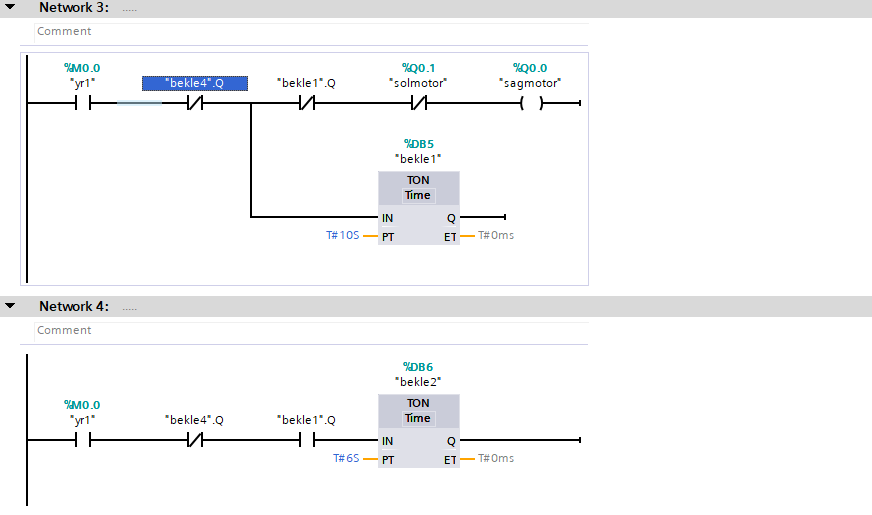 Network 3: .....
Comment
%M0.0 %Q0.1 %Q0.0
"yr1" "bekle4".Q "bekle1".Q "solmotor" "sagmotor"
%DB5
"bekle1"
TON
Time
IN Q
T#10S PT ET T#0ms
Network 4: .....
Comment
%DB6
"bekle2"
%M0.0 TON
"yr1" "bekle4".Q "bekle1".Q Time
IN Q
T#6S PT ET T#0ms